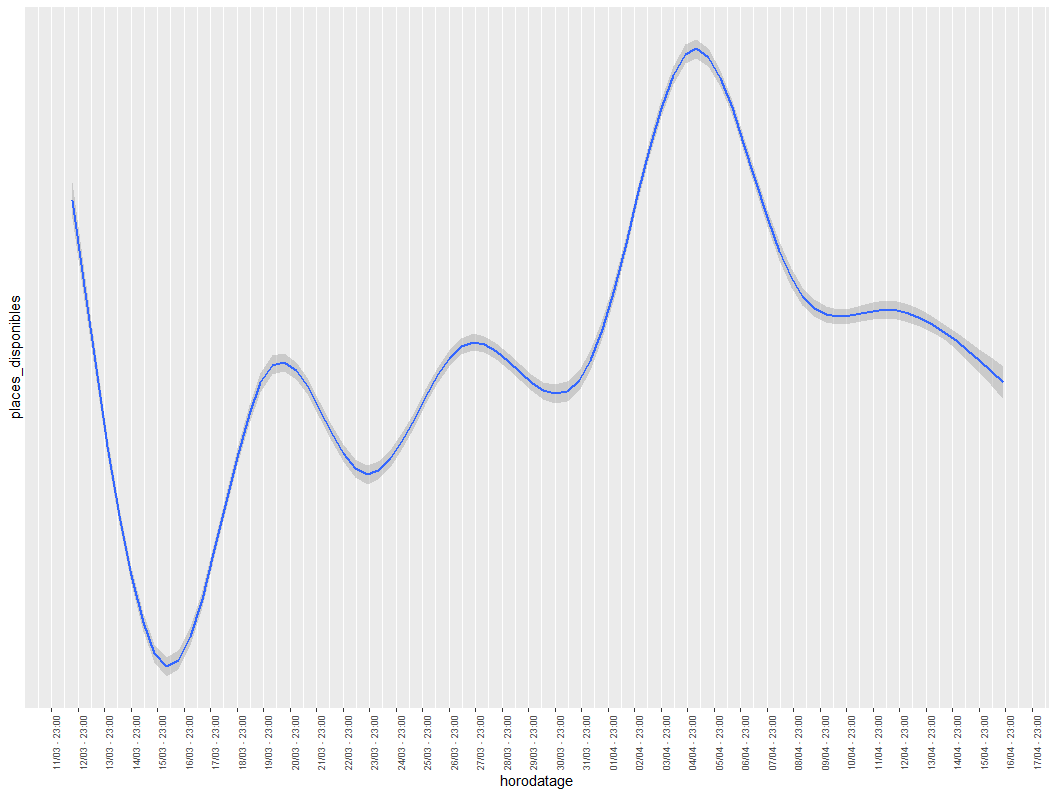 places_disponibles
11/03 - 23:00
12/03 - 23:00
13/03 - 23:00
14/03 - 23:00
15/03 - 23:00
16/03 - 23:00
17/03 - 23:00
18/03 - 23:00
19/03 - 23:00
20/03 - 23:00
21/03 - 23:00
22/03 - 23:00
23/03 - 23:00
24/03 - 23:00
25/03 - 23:00
26/03 - 23:00
27/03 - 23:00
28/03 - 23:00
29/03 - 23:00
30/03 - 23:00
31/03 - 23:00
01/04 - 23:00
02/04 - 23:00
03/04 - 23:00
04/04 - 23:00
05/04 - 23:00
06/04 - 23:00
07/04 - 23:00
08/04 - 23:00
09/04 - 23:00
10/04 - 23:00
11/04 - 23:00
12/04 - 23:00
13/04 - 23:00
14/04 - 23:00
15/04 - 23:00
16/04 - 23:00
17/04 - 23:00
horodatage